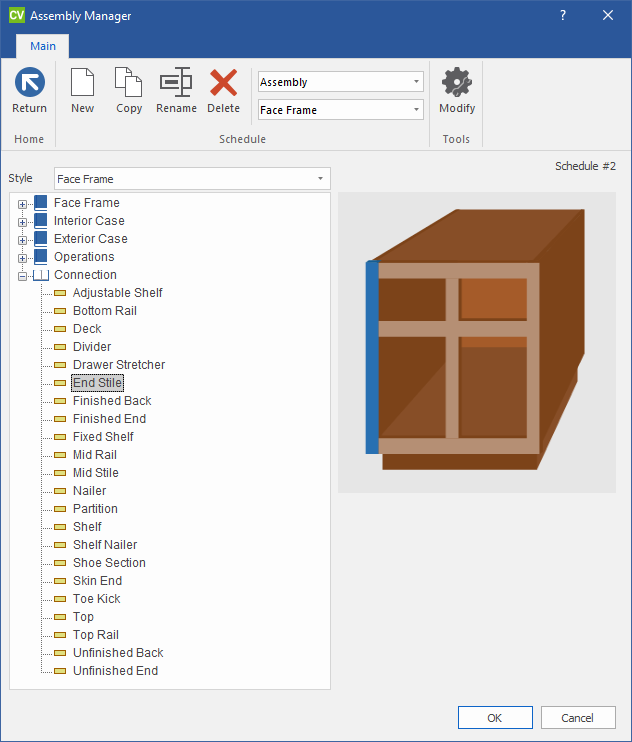 CV Assembly Manager ?
Main
Return New Copy Rename Delete Assembly Modify
Face Frame
Home Schedule Tools
Schedule #2
Style Face Frame
Face Frame
Interior Case
Exterior Case
Operations
Connection
Adjustable Shelf
Bottom Rail
Deck
Divider
Drawer Stretcher
End Stile
Finished Back
Finished End
Fixed Shelf
Mid Rail
Mid Stile
Nailer
Partition
Shelf
Shelf Nailer
Shoe Section
Skin End
Toe Kick
Top
Top Rail
Unfinished Back
Unfinished End
OK Cancel